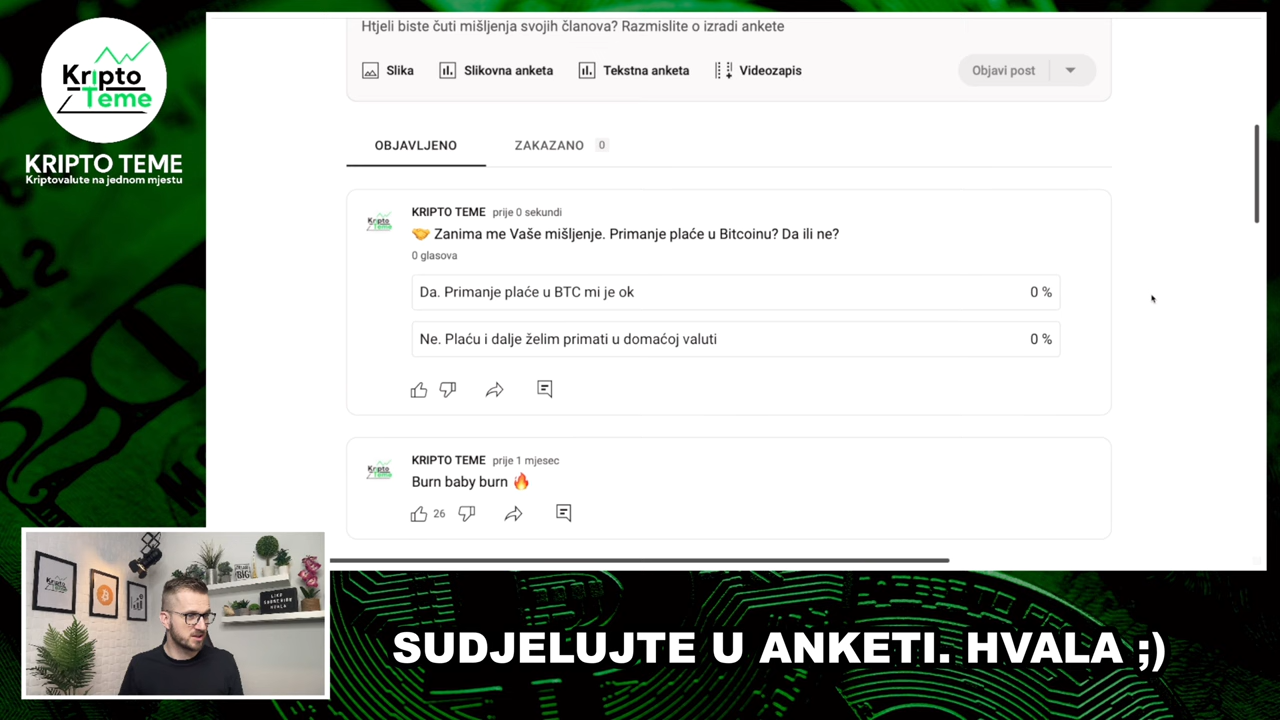 Kripto
Teme
KRIPTO TEME
Kriptovalute na jednom mjestu
Htjeli biste čuti mišljenja svojih članova? Razmislite o izradi ankete
Slika
Slikovna anketa
Tekstna anketa
Videozapis
Objavi post
OBJAVLJENO
ZAKAZANO 0
KRIPTO TEME prije 0 sekundi
🤝 Zanima me Vaše mišljenje. Primanje plaće u Bitcoinu? Da ili ne?
0 glasova
Da. Primanje plaće u BTC mi je ok 0 %
Ne. Plaću i dalje želim primati u domaćoj valuti 0 %
KRIPTO TEME prije 1 mjesec
Burn baby burn 🔥
26
SUDJELUJTE U ANKETI. HVALA ;)